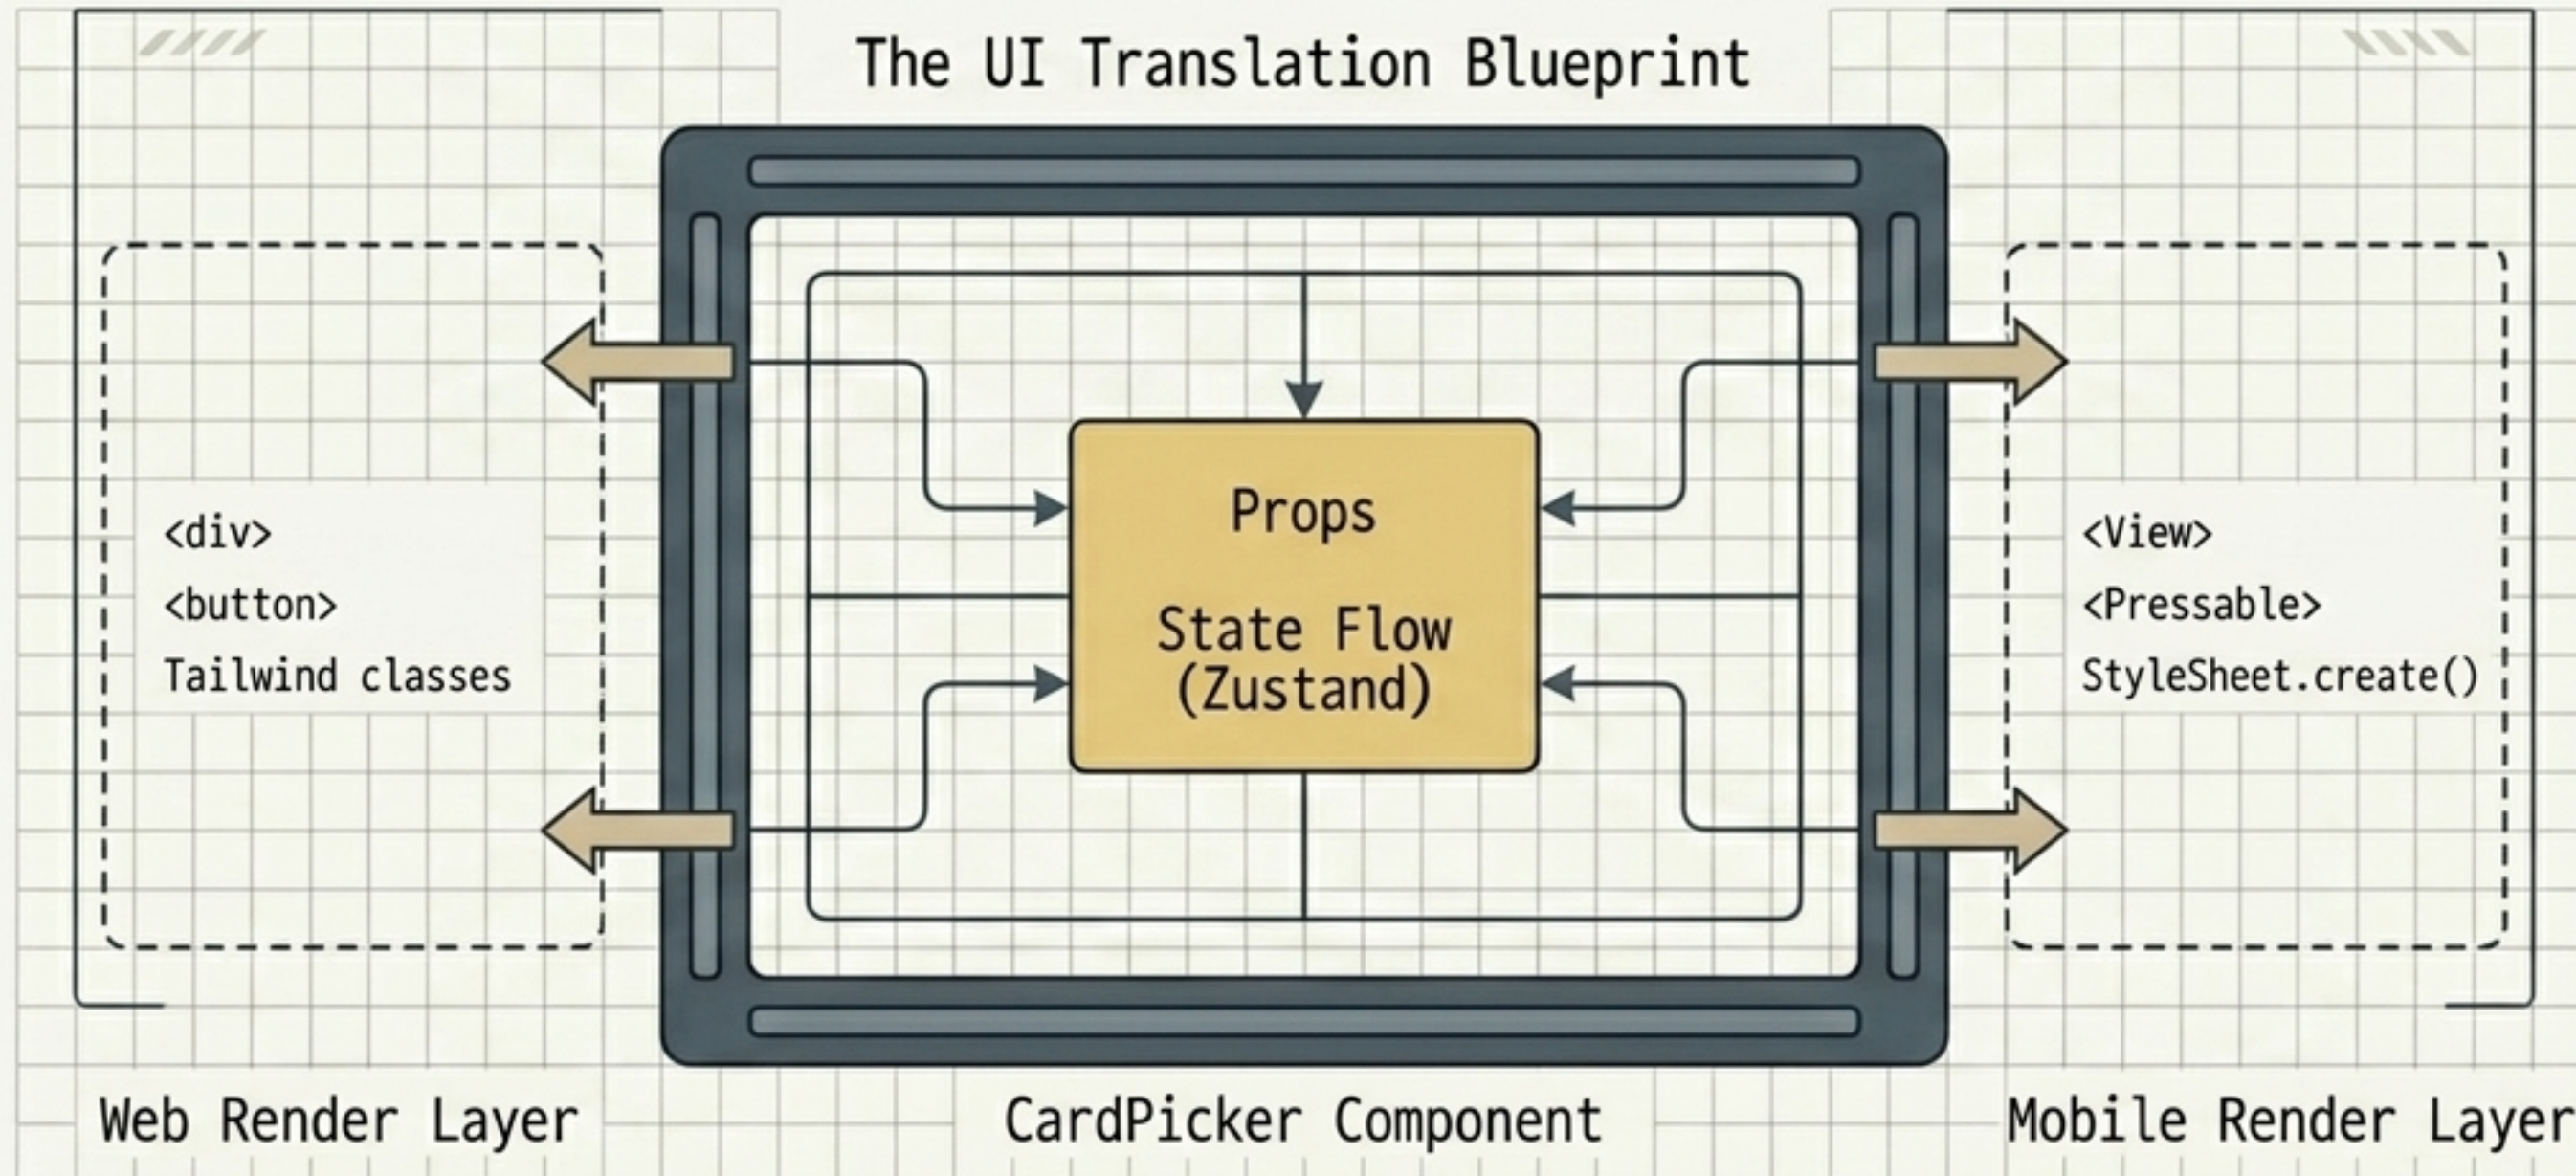 The UI Translation Blueprint
<div>
<button>
Tailwind classes
Props
State Flow
(Zustand)
<View>
<Pressable>
StyleSheet.create()
Web Render Layer
CardPicker Component
Mobile Render Layer